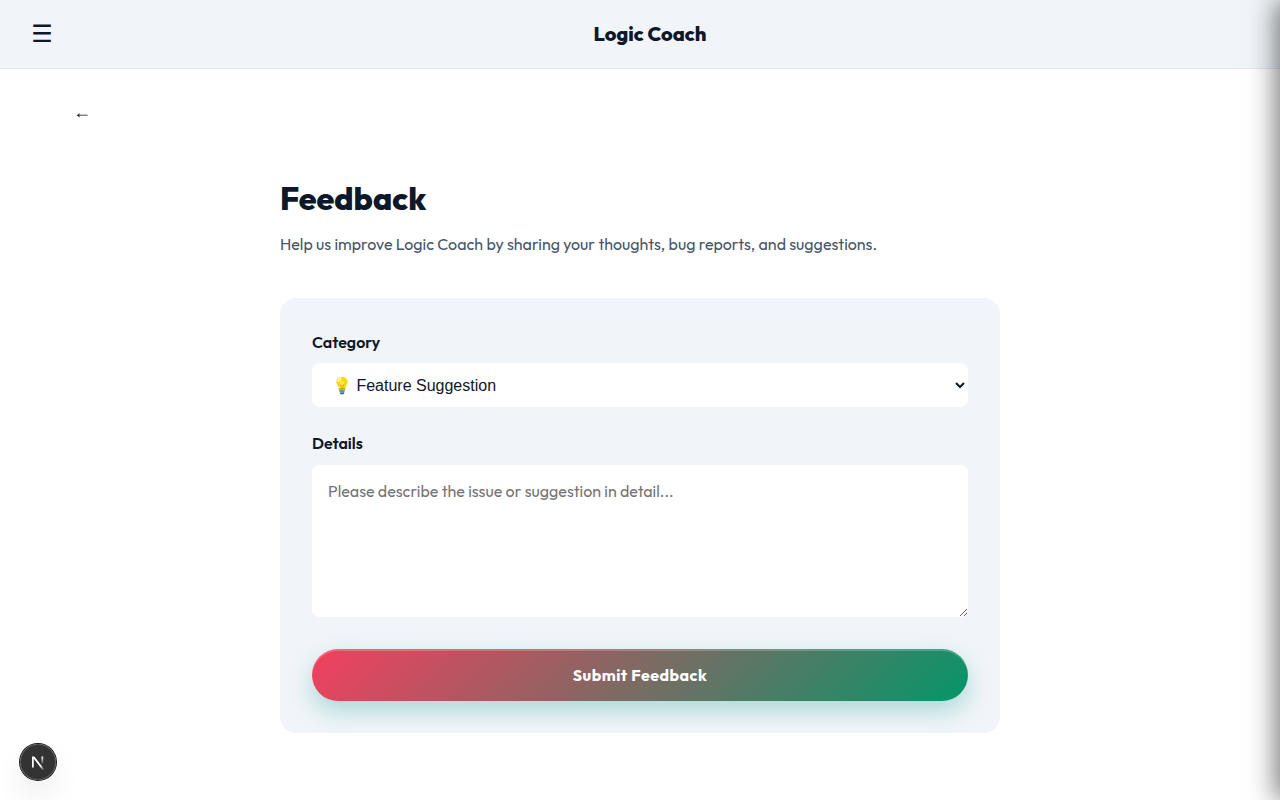 ☰
Logic Coach
←
Feedback
Help us improve Logic Coach by sharing your thoughts, bug reports, and suggestions.
Category
💡 Feature Suggestion
Details
Please describe the issue or suggestion in detail...
Submit Feedback
N